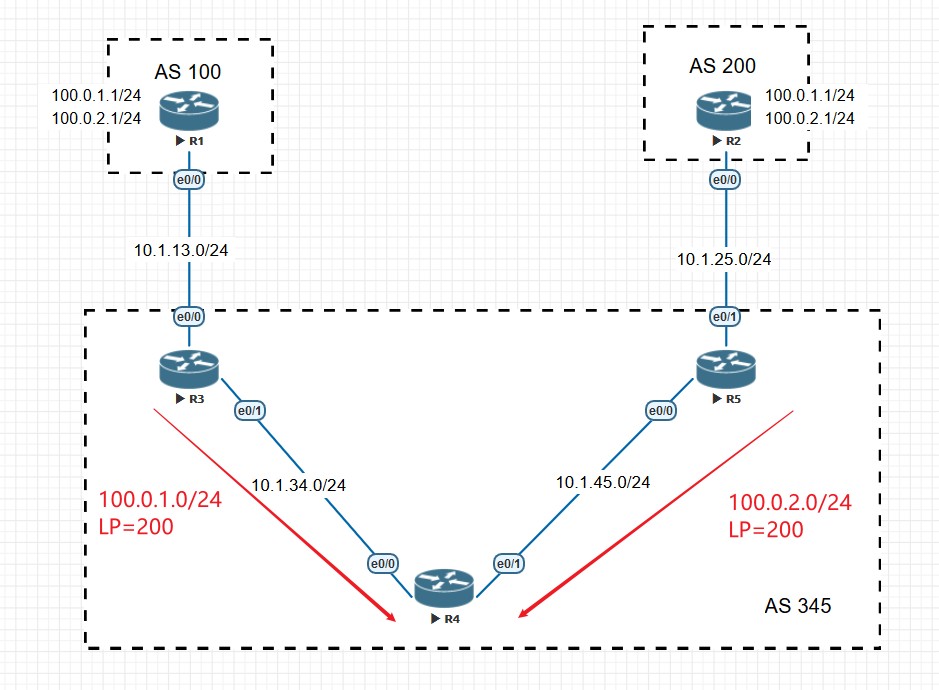 AS 100
100.0.1.1/24
100.0.2.1/24
R1
e0/0
AS 200
100.0.1.1/24
100.0.2.1/24
R2
e0/0
10.1.13.0/24
10.1.25.0/24
e0/0
e0/1
R3
R5
e0/1
e0/0
10.1.34.0/24
10.1.45.0/24
100.0.1.0/24
LP=200
100.0.2.0/24
LP=200
e0/0
e0/1
R4
AS 345